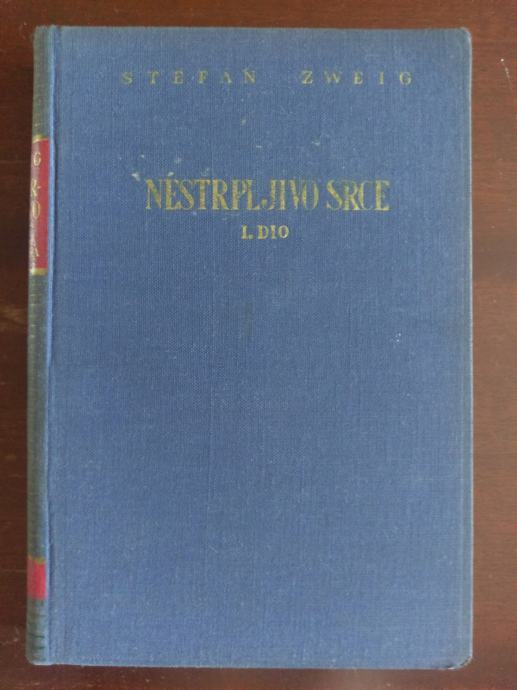 STEFAN ZWEIG
NESTRPLJIVO SRCE
I. DIO